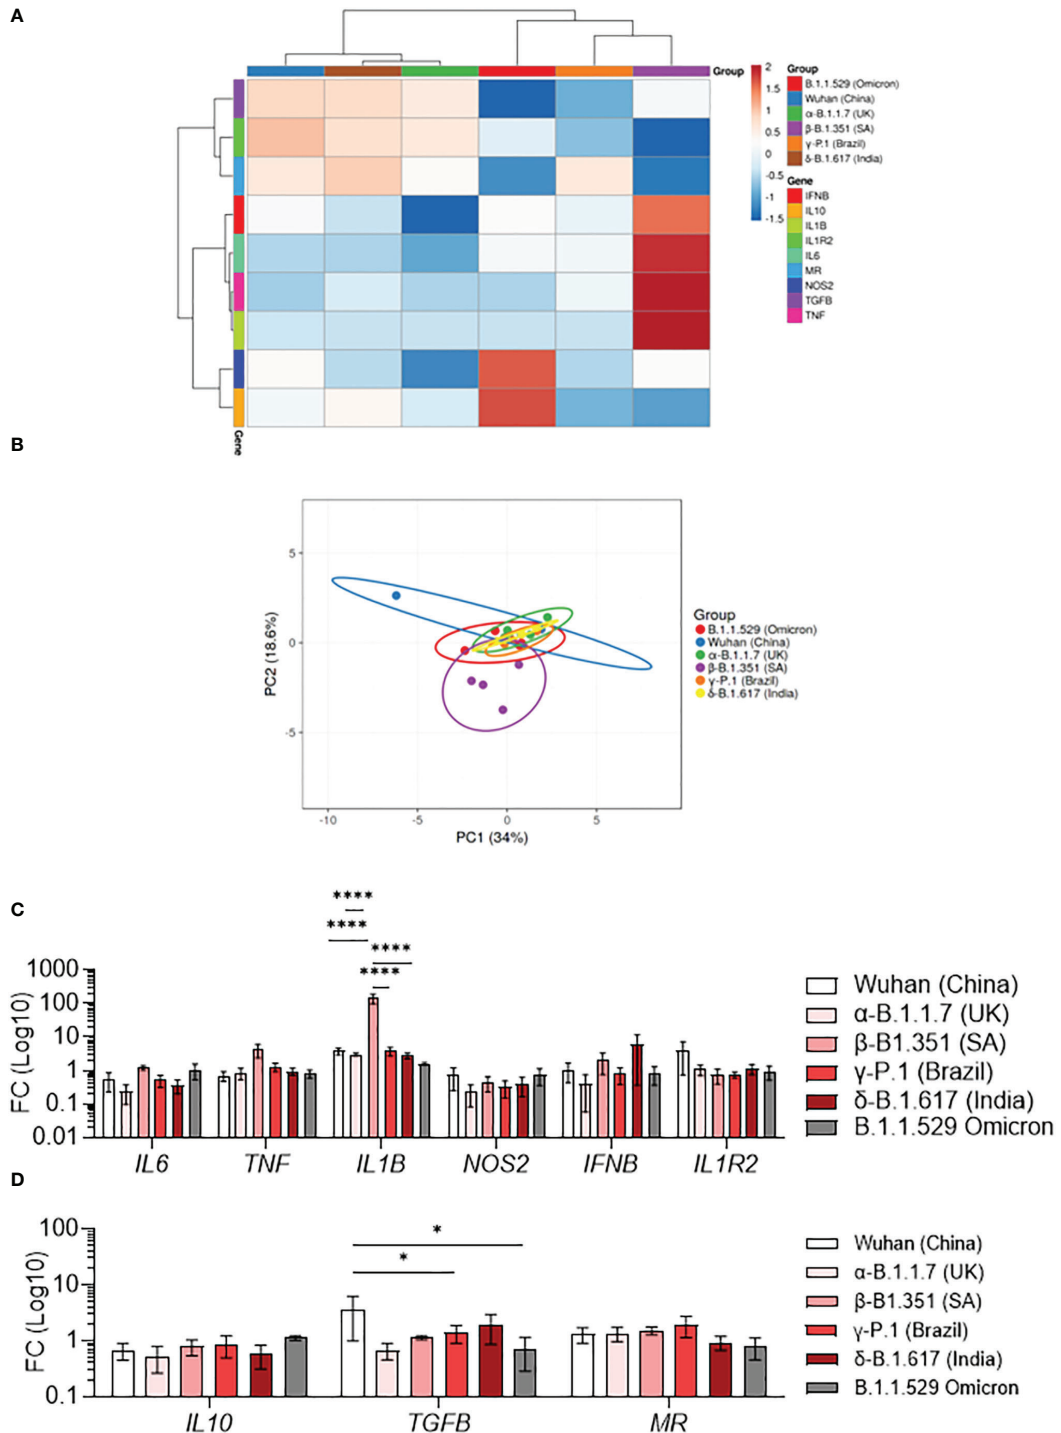 A
Group
2
1.5
1
0.5
0
-0.5
-1
-1.5
Group
B.1.1.529 (Omicron)
Wuhan (China)
α-B.1.1.7 (UK)
β-B.1.351 (SA)
γ-P.1 (Brazil)
δ-B.1.617 (India)
Gene
IFNB
IL10
IL1B
IL1R2
IL6
MR
NOS2
TGFB
TNF
Gene
B
PC2 (18.6%)
5
0
-5
-10
-5
0
5
PC1 (34%)
Group
B.1.1.529 (Omicron)
Wuhan (China)
α-B.1.1.7 (UK)
β-B.1.351 (SA)
γ-P.1 (Brazil)
δ-B.1.617 (India)
C
****
****
****
****
FC (Log10)
1000
100
10
1
0.1
0.01
IL6
TNF
IL1B
NOS2
IFNB
IL1R2
Wuhan (China)
α-B.1.1.7 (UK)
β-B1.351 (SA)
γ-P.1 (Brazil)
δ-B.1.617 (India)
B.1.1.529 Omicron
D
*
*
FC (Log10)
100
10
1
0.1
IL10
TGFB
MR
Wuhan (China)
α-B.1.1.7 (UK)
β-B1.351 (SA)
γ-P.1 (Brazil)
δ-B.1.617 (India)
B.1.1.529 Omicron